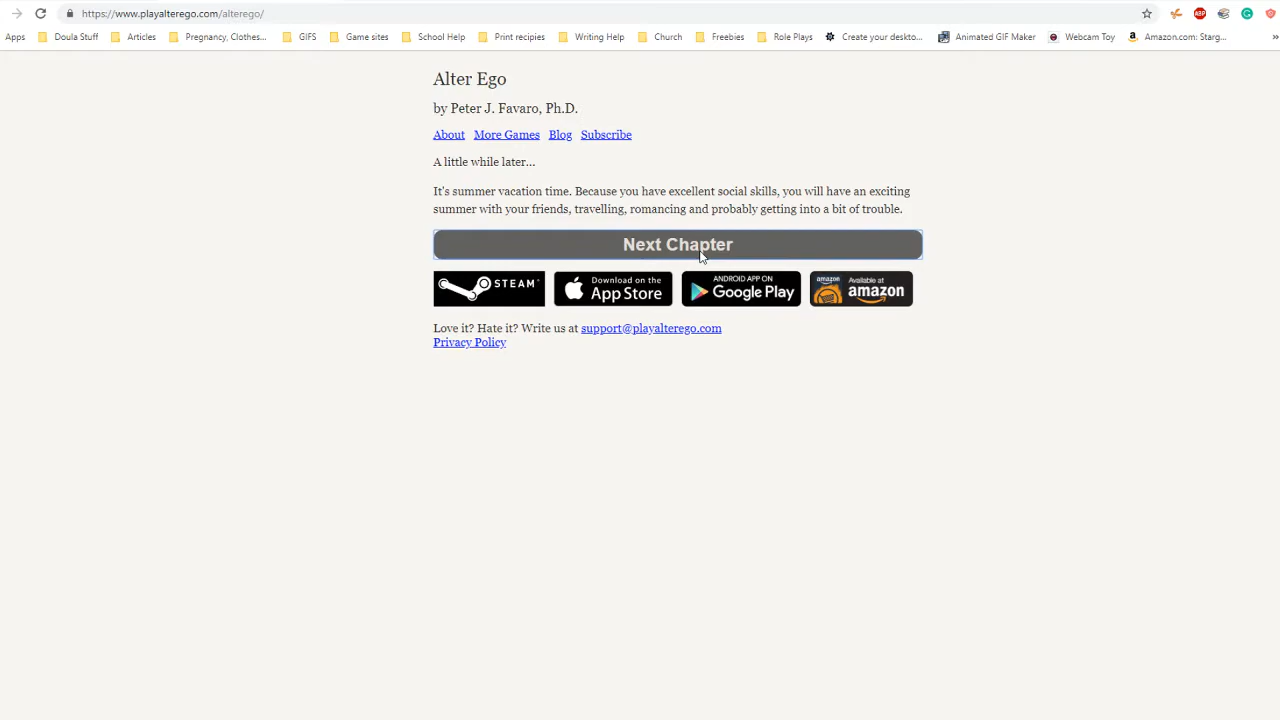 https://www.playalterego.com/alterego/
Apps Doula Stuff Articles Pregnancy, Clothes... GIFS Game sites School Help Print recipies Writing Help Church Freebies Role Plays Create your deskto... Animated GIF Maker Webcam Toy Amazon.com: Starg... »
Alter Ego
by Peter J. Favaro, Ph.D.
About More Games Blog Subscribe
A little while later...
It's summer vacation time. Because you have excellent social skills, you will have an exciting
summer with your friends, travelling, romancing and probably getting into a bit of trouble.
Next Chapter
STEAM Download on the App Store ANDROID APP ON Google Play amazon Available at amazon
Love it? Hate it? Write us at support@playalterego.com
Privacy Policy